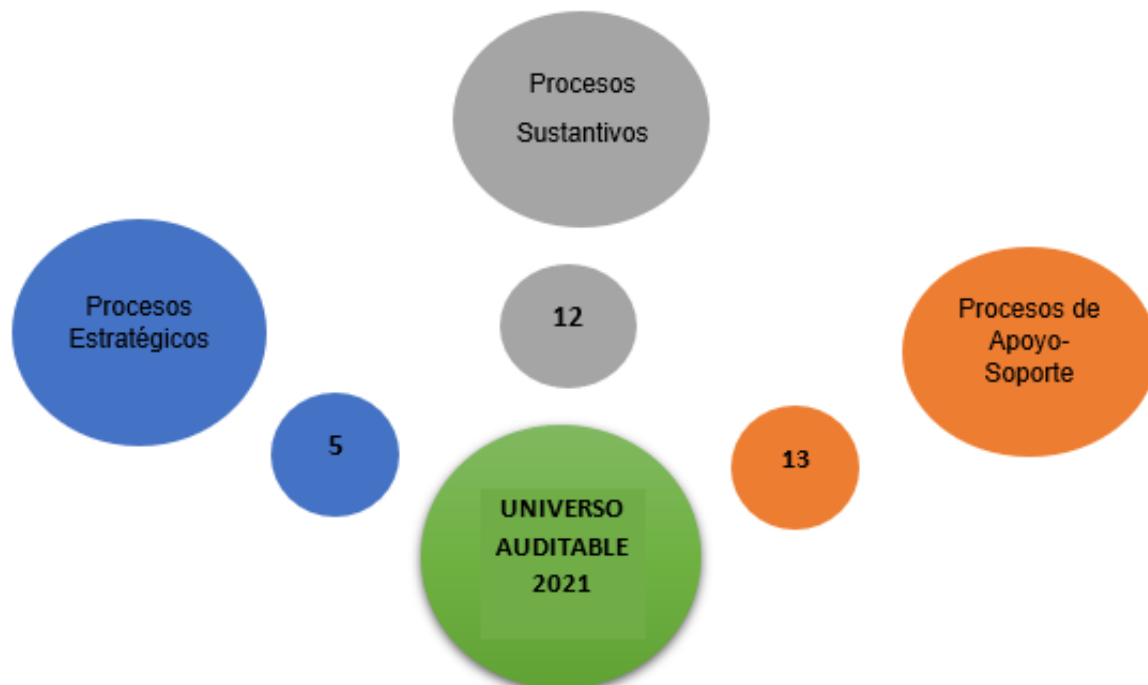 Procesos
Sustantivos
Procesos
Estratégicos
Procesos de
Apoyo-
Soporte
12
5
13
UNIVERSO
AUDITABLE
2021